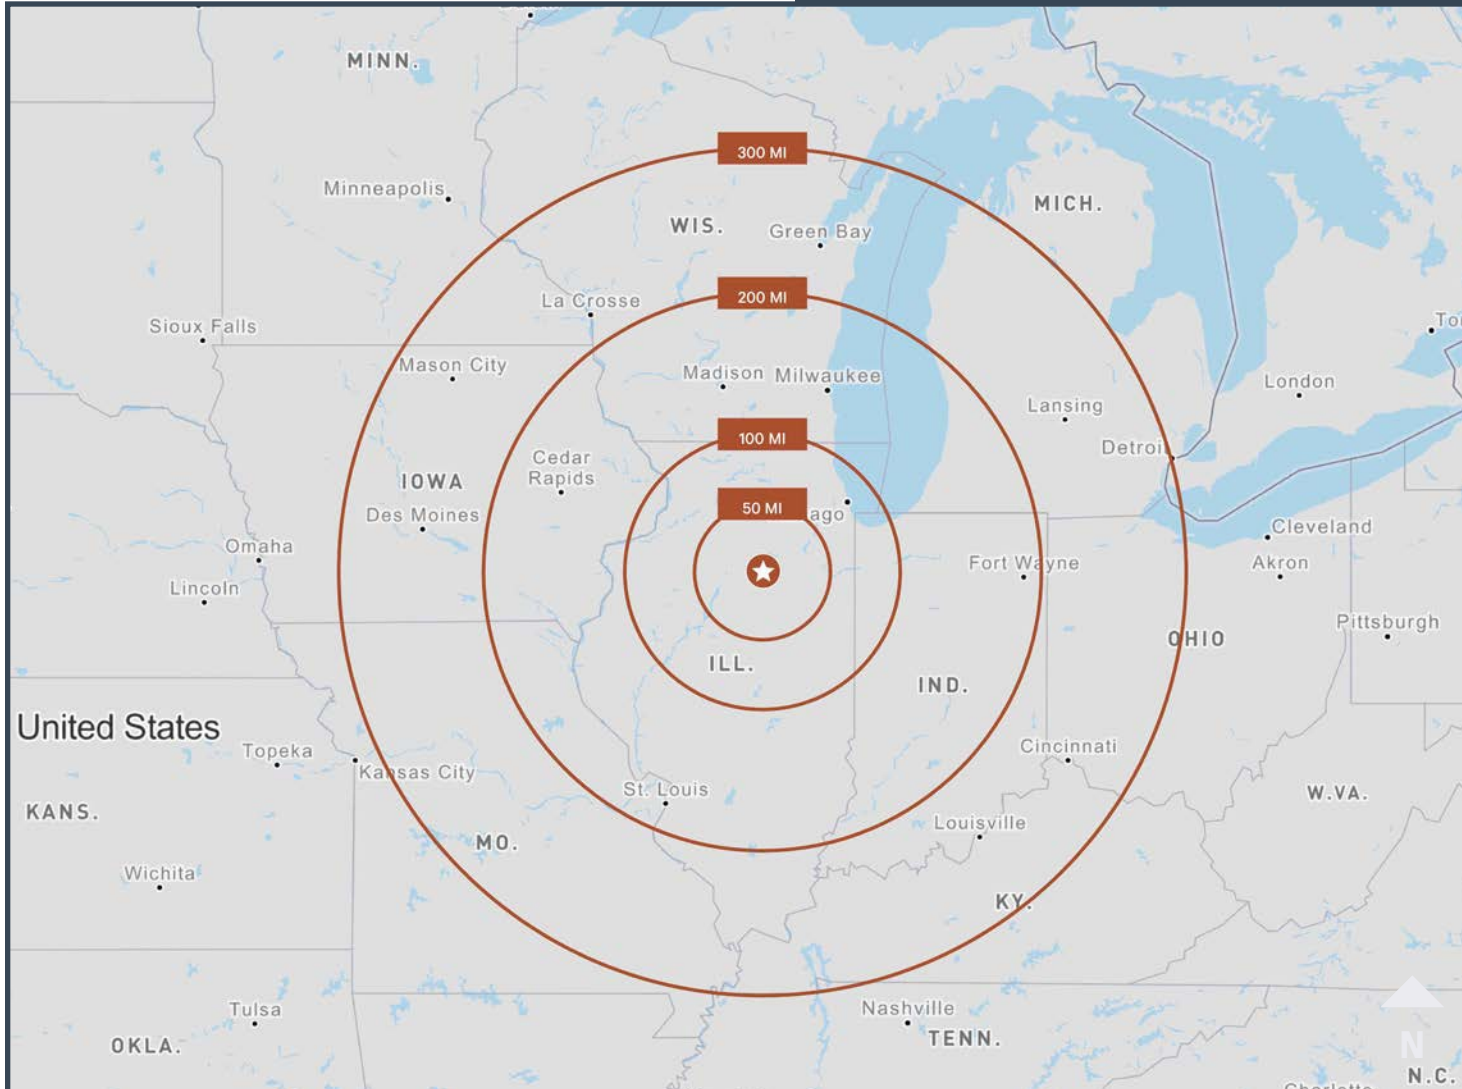 MINN.
300 MI
Minneapolis
MICH.
WIS.
Green Bay
200 MI
La Crosse
Sioux Falls
Mason City
Madison
Milwaukee
London
Lansing
100 MI
Detroit
Cedar
Rapids
IOWA
50 MI
ago
Des Moines
Cleveland
Omaha
Fort Wayne
Akron
Lincoln
Pittsburgh
OHIO
ILL.
IND.
United States
Topeka
Cincinnati
Kansas City
St. Louis
W.VA.
KANS.
Louisville
MO.
Wichita
KY.
Nashville
Tulsa
TENN.
OKLA.
N
N.C.